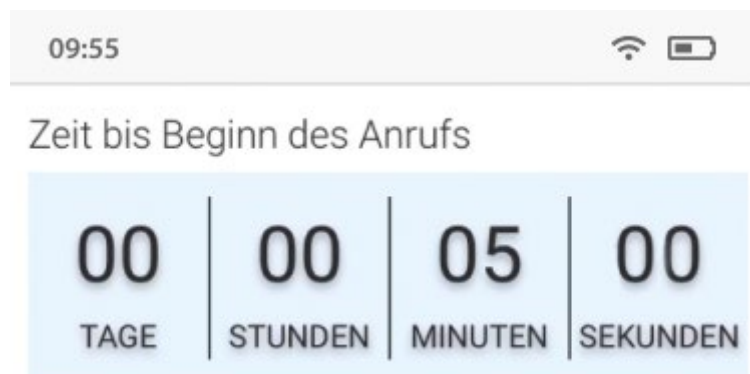 09:55
Zeit bis Beginn des Anrufs
00 00 05 00
TAGE STUNDEN MINUTEN SEKUNDEN